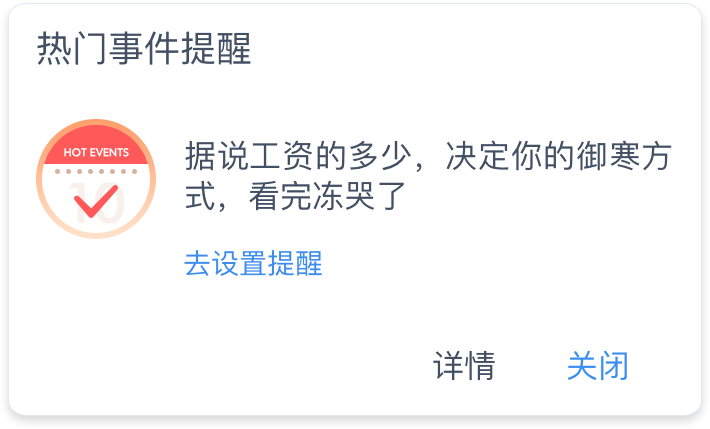 热门事件提醒
HOT EVENTS
10
据说工资的多少，决定你的御寒方
式，看完冻哭了
去设置提醒
详情
关闭